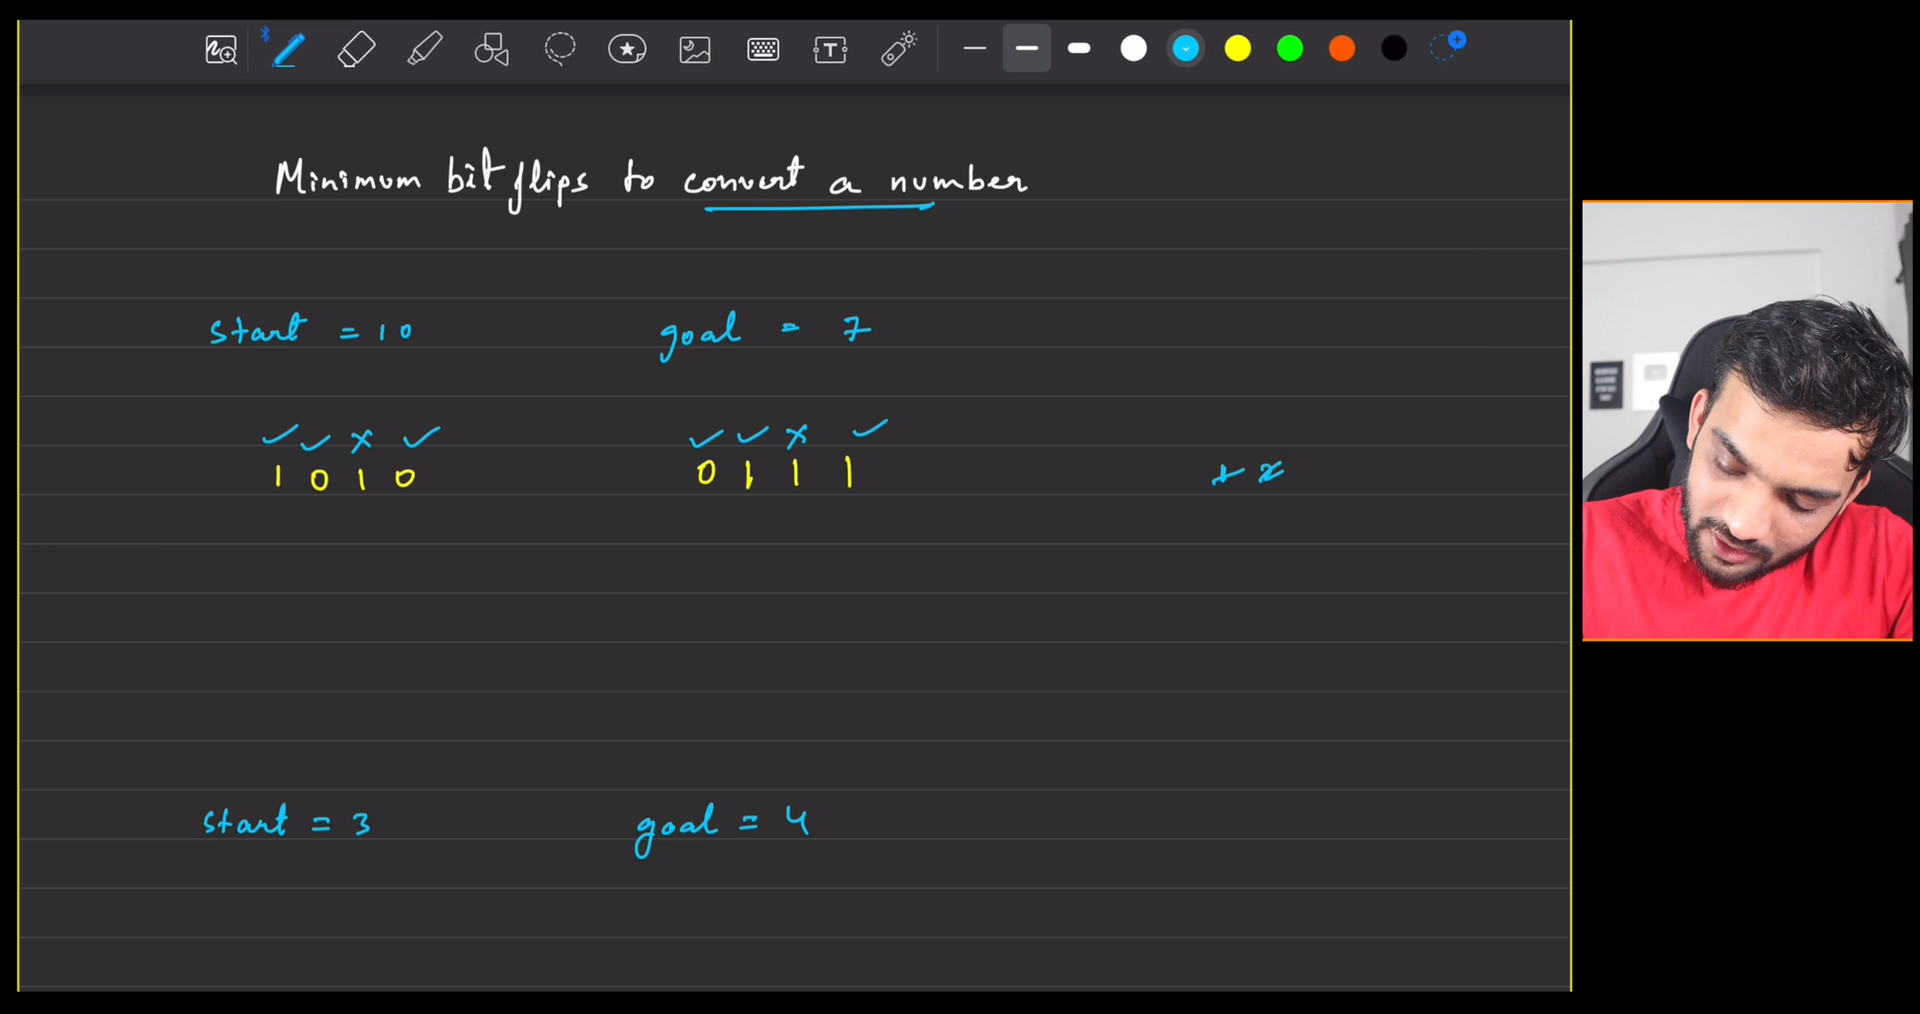 Minimum bit flips to convert a number
start = 10 goal = 7
1 0 1 0 0 1 1 1
start = 3 goal = 4